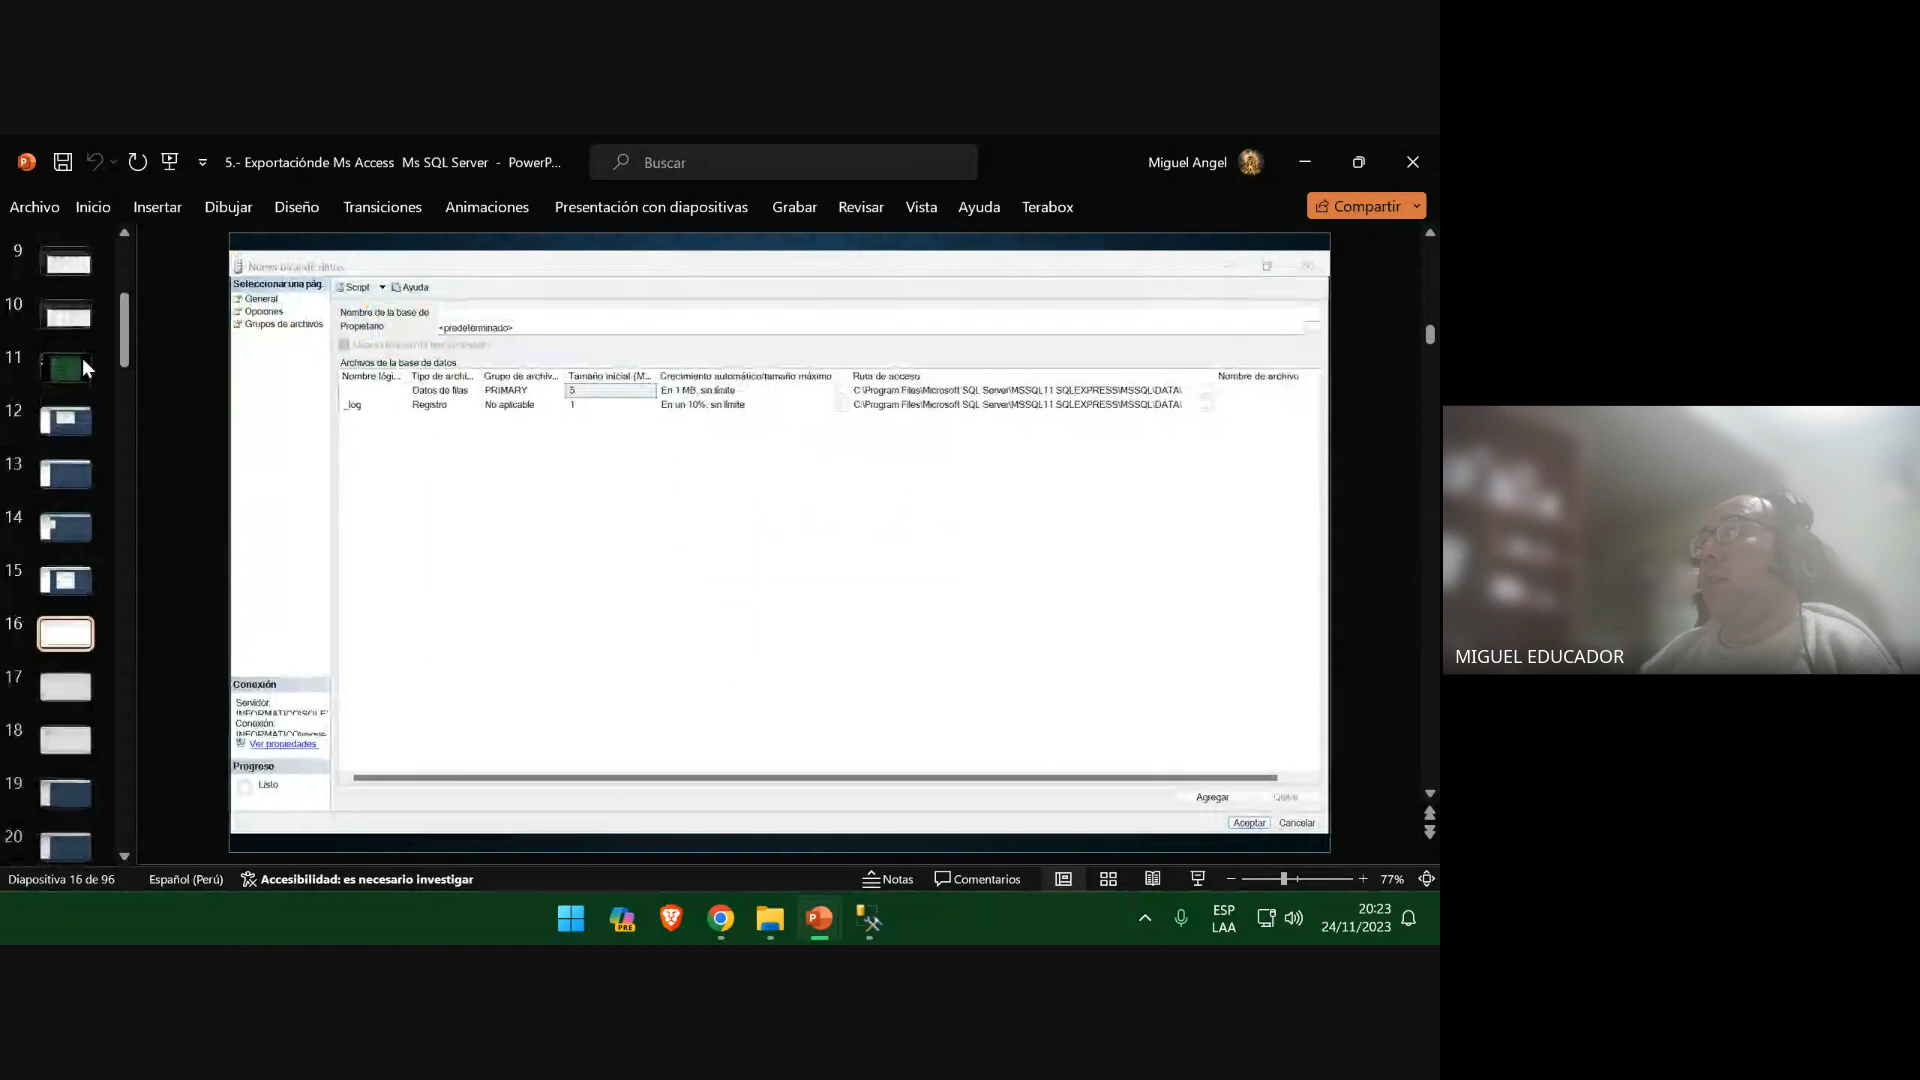 5.- Exportaciónde Ms Access  Ms SQL Server  -  PowerP...
Buscar
Miguel Angel
Archivo
Inicio
Insertar
Dibujar
Diseño
Transiciones
Animaciones
Presentación con diapositivas
Grabar
Revisar
Vista
Ayuda
Terabox
Compartir
9
10
11
12
13
14
15
16
17
18
19
20
Seleccionar una pág.
General
Opciones
Grupos de archivos
Script
Ayuda
Nombre de la base de
Propietario
<predeterminado>
Archivos de la base de datos
Nombre lógi... Tipo de archi... Grupo de archiv... Tamaño inicial (M... Crecimiento automático/tamaño máximo Ruta de acceso Nombre de archivo
Datos de filas PRIMARY 5 En 1 MB, sin límite C:\Program Files\Microsoft SQL Server\MSSQL11.SQLEXPRESS\MSSQL\DATA\
_log Registro No aplicable 1 En un 10%, sin límite C:\Program Files\Microsoft SQL Server\MSSQL11.SQLEXPRESS\MSSQL\DATA\
Conexión
Servidor:
Conexión:
Ver propiedades
Progreso
Listo
Agregar
Aceptar
Cancelar
Diapositiva 16 de 96
Español (Perú)
Accesibilidad: es necesario investigar
Notas
Comentarios
77%
PRE
ESP
LAA
20:23
24/11/2023
MIGUEL EDUCADOR